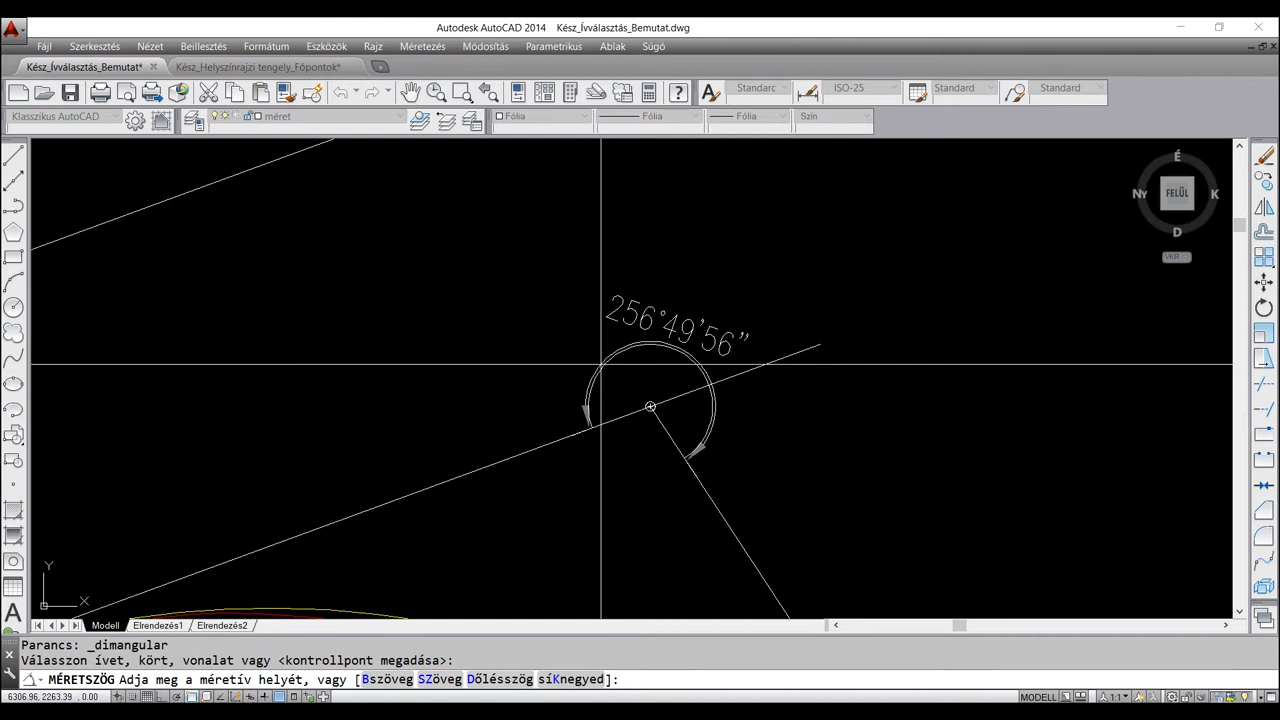 Autodesk AutoCAD 2014 Kész_Ívválasztás_Bemutat.dwg
Fájl Szerkesztés Nézet Beillesztés Formátum Eszközök Rajz Méretezés Módosítás Parametrikus Ablak Súgó
Kész_Ívválasztás_Bemutat* Kész_Helyszínrajzi tengely_Főpontok*
Standarc ISO-25 Standard Standard
Klasszikus AutoCAD méret Fólia Fólia Fólia Szín
É
NY FELÜL K
D
VKR
256°49'56"
Y
X
Modell Elrendezés1 Elrendezés2
Parancs: _dimangular
Válasszon ívet, kört, vonalat vagy <kontrollpont megadása>:
MÉRETSZÖG Adja meg a méretív helyét, vagy [Bszöveg SZöveg Dőlésszög síKnegyed]:
6306.96, 2263.39, 0.00 MODELL 1:1